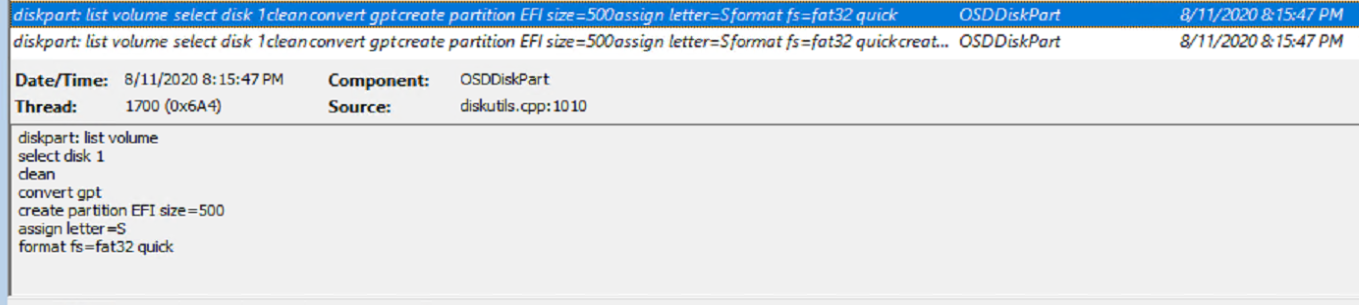 diskpart: list volume select disk 1cleanconvert gptcreate partition EFI size=500assign letter=Sformat fs=fat32 quick OSDDiskPart 8/11/2020 8:15:47 PM
diskpart: list volume select disk 1cleanconvert gptcreate partition EFI size=500assign letter=Sformat fs=fat32 quickcreat... OSDDiskPart 8/11/2020 8:15:47 PM
Date/Time: 8/11/2020 8:15:47 PM Component: OSDDiskPart
Thread: 1700 (0x6A4) Source: diskutils.cpp:1010
diskpart: list volume
select disk 1
clean
convert gpt
create partition EFI size=500
assign letter=S
format fs=fat32 quick